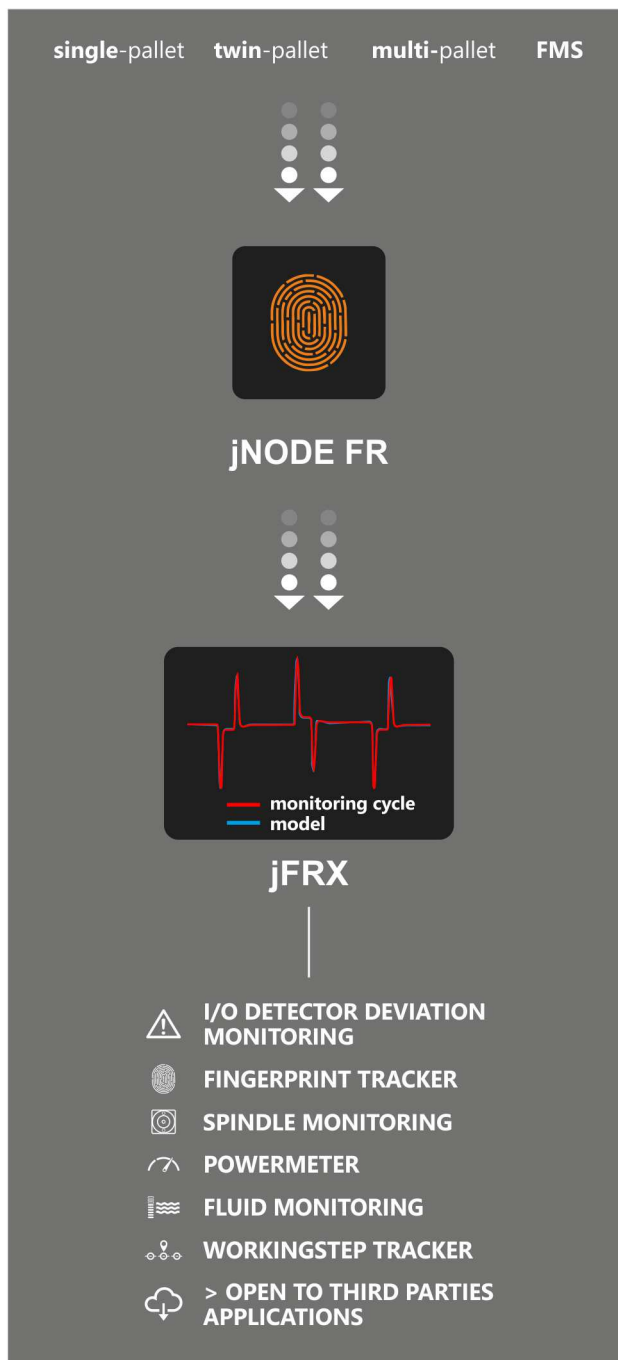 single-pallet twin-pallet multi-pallet FMS
jNODE FR
monitoring cycle
model
jFRX
I/O DETECTOR DEVIATION
MONITORING
FINGERPRINT TRACKER
SPINDLE MONITORING
POWERMETER
FLUID MONITORING
WORKINGSTEP TRACKER
> OPEN TO THIRD PARTIES
APPLICATIONS